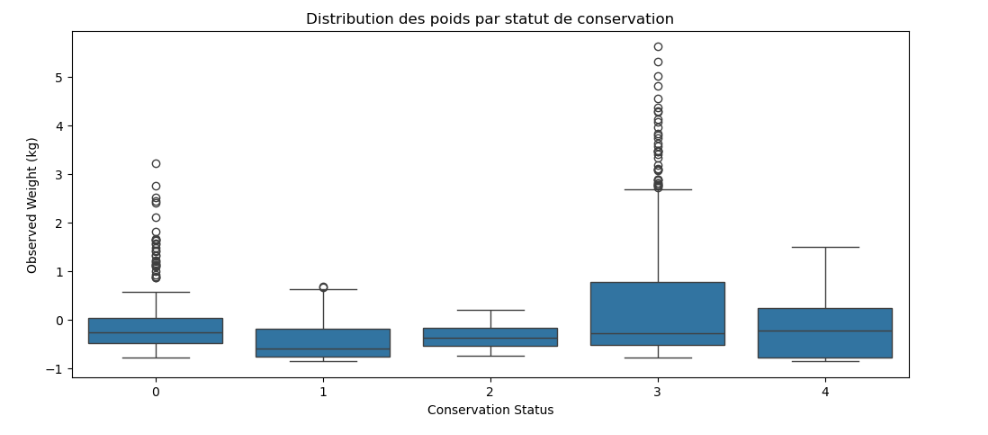 Distribution des poids par statut de conservation
Observed Weight (kg)
5
4
3
2
1
0
−1
0 1 2 3 4
Conservation Status